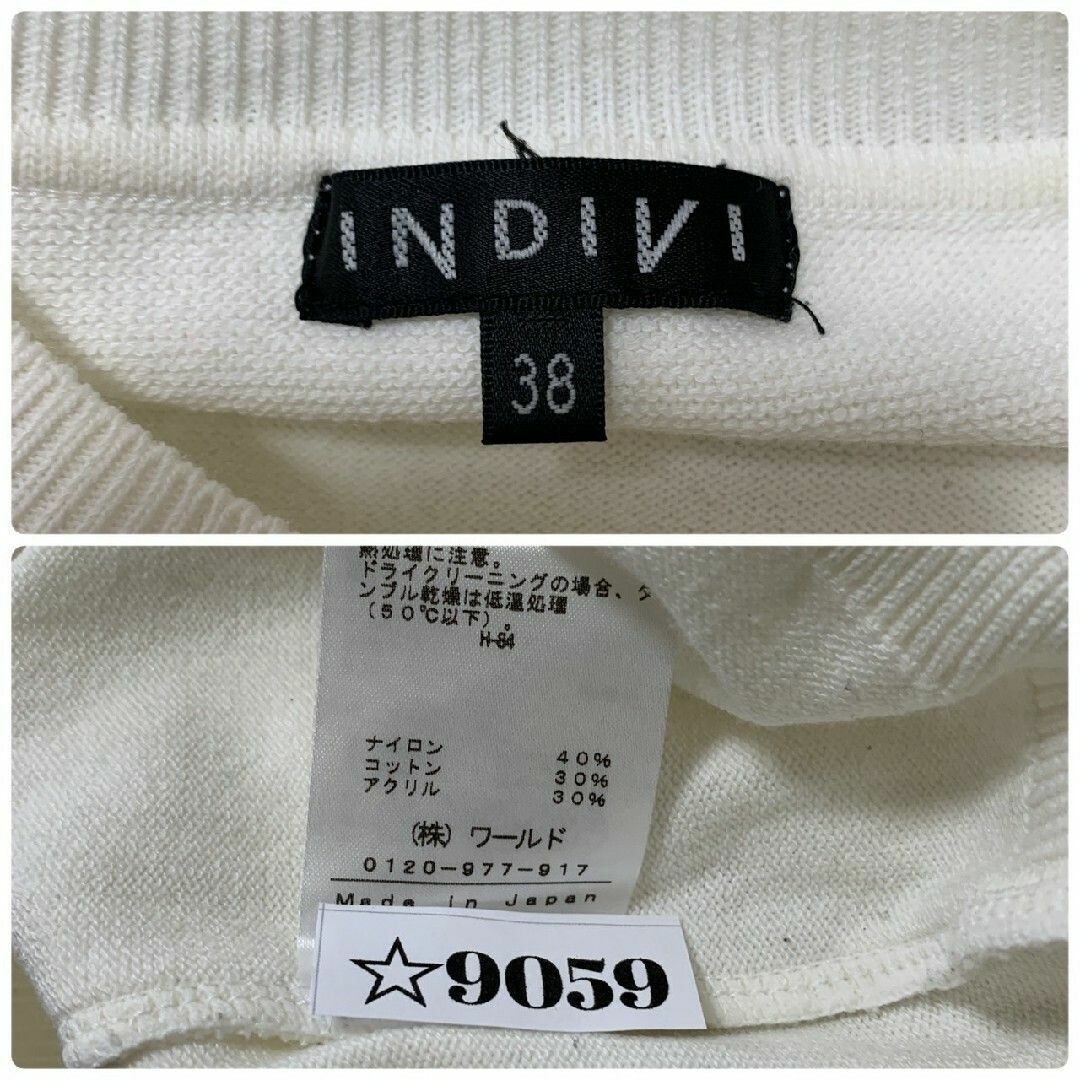 INDIVI
38
熱処理に注意。
ドライクリーニングの場合、タ
ンブル乾燥は低温処理
(50℃以下)。
H-84
ナイロン 40%
コットン 30%
アクリル 30%
(株) ワールド
0120-977-917
Made in Japan
☆9059